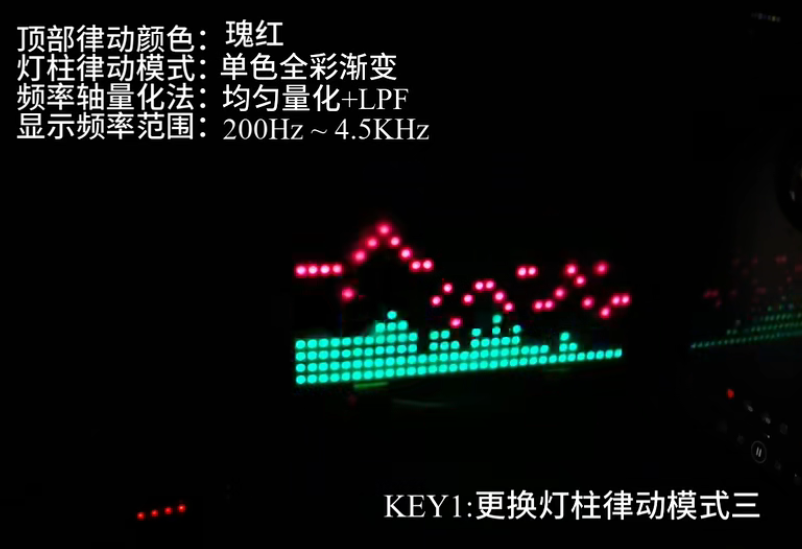 顶部律动颜色：瑰红
灯柱律动模式：单色全彩渐变
频率轴量化法：均匀量化+LPF
显示频率范围：200Hz ~ 4.5KHz
KEY1:更换灯柱律动模式三